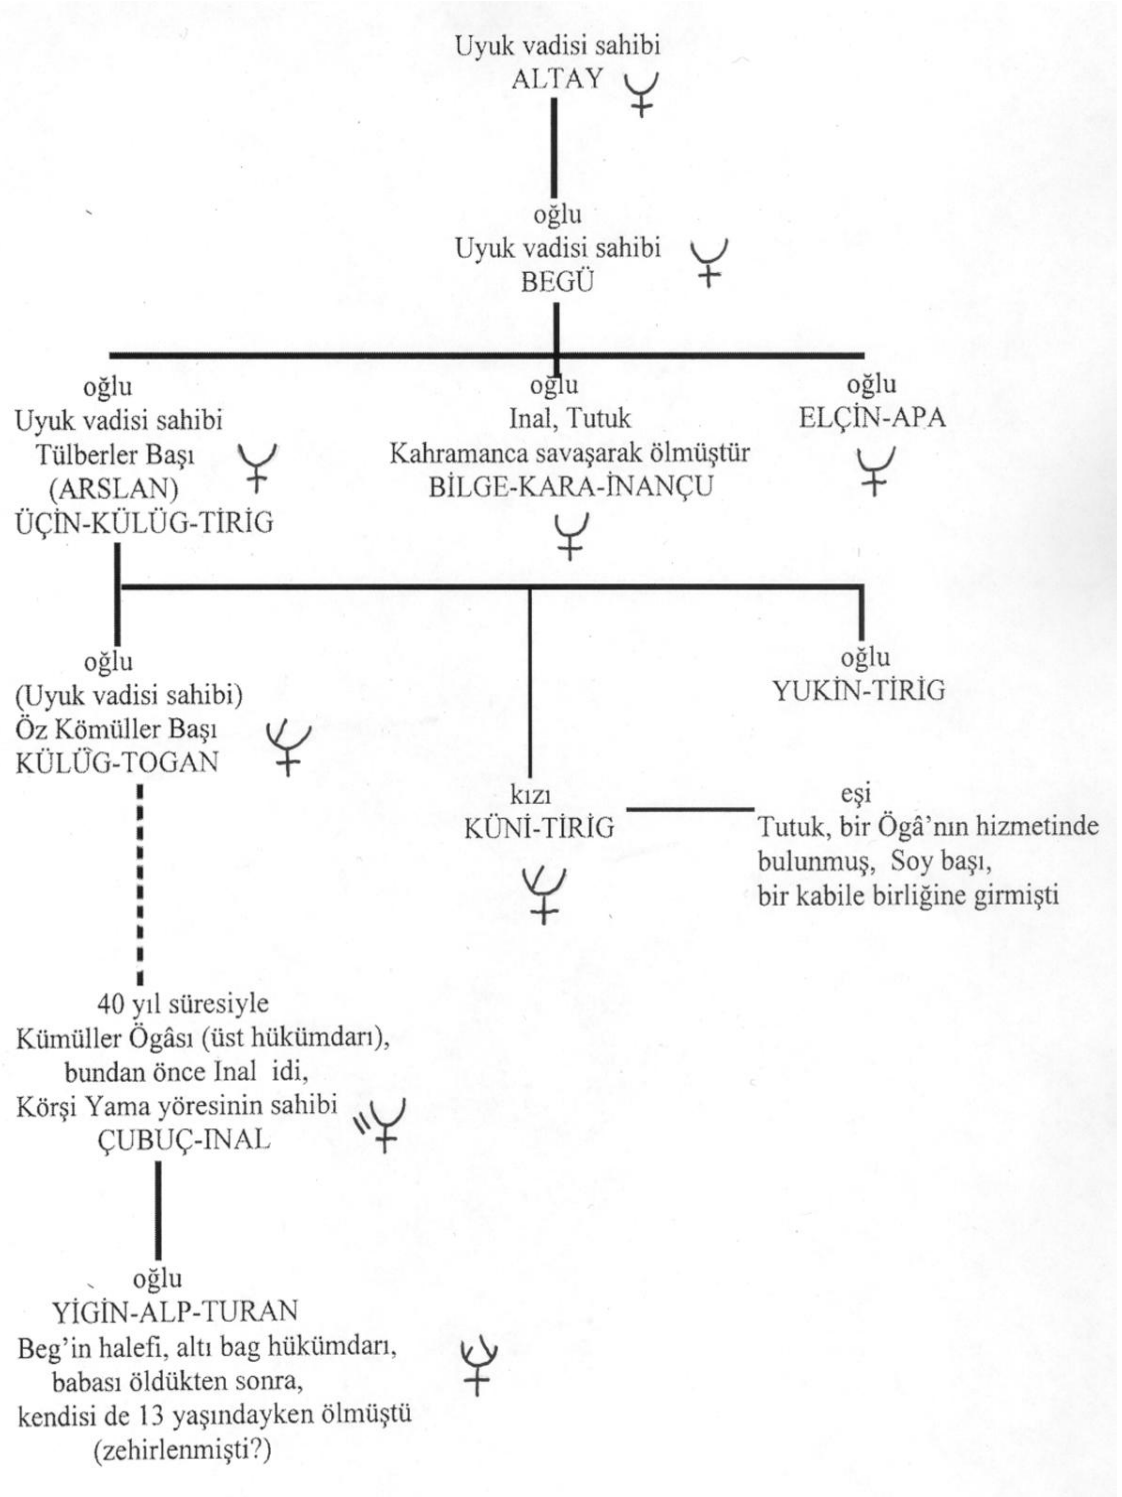 Uyuk vadisi sahibi
ALTAY
oğlu
Uyuk vadisi sahibi
BEGÜ
oğlu
Uyuk vadisi sahibi
Tülberler Başı
(ARSLAN)
ÜÇİN-KÜLÜG-TİRİG
oğlu
Inal, Tutuk
Kahramanca savaşarak ölmüştür
BİLGE-KARA-İNANÇU
oğlu
ELÇİN-APA
oğlu
(Uyuk vadisi sahibi)
Öz Kömüller Başı
KÜLÜG-TOGAN
oğlu
YUKİN-TİRİG
kızı
KÜNİ-TİRİG
eşi
Tutuk, bir Ögâ’nın hizmetinde
bulunmuş, Soy başı,
bir kabile birliğine girmişti
40 yıl süresiyle
Kümüller Ögâsı (üst hükümdarı),
bundan önce Inal idi,
Körşi Yama yöresinin sahibi
ÇUBUÇ-INAL
oğlu
YİGİN-ALP-TURAN
Beg’in halefi, altı bag hükümdarı,
babası öldükten sonra,
kendisi de 13 yaşındayken ölmüştü
(zehirlenmişti?)